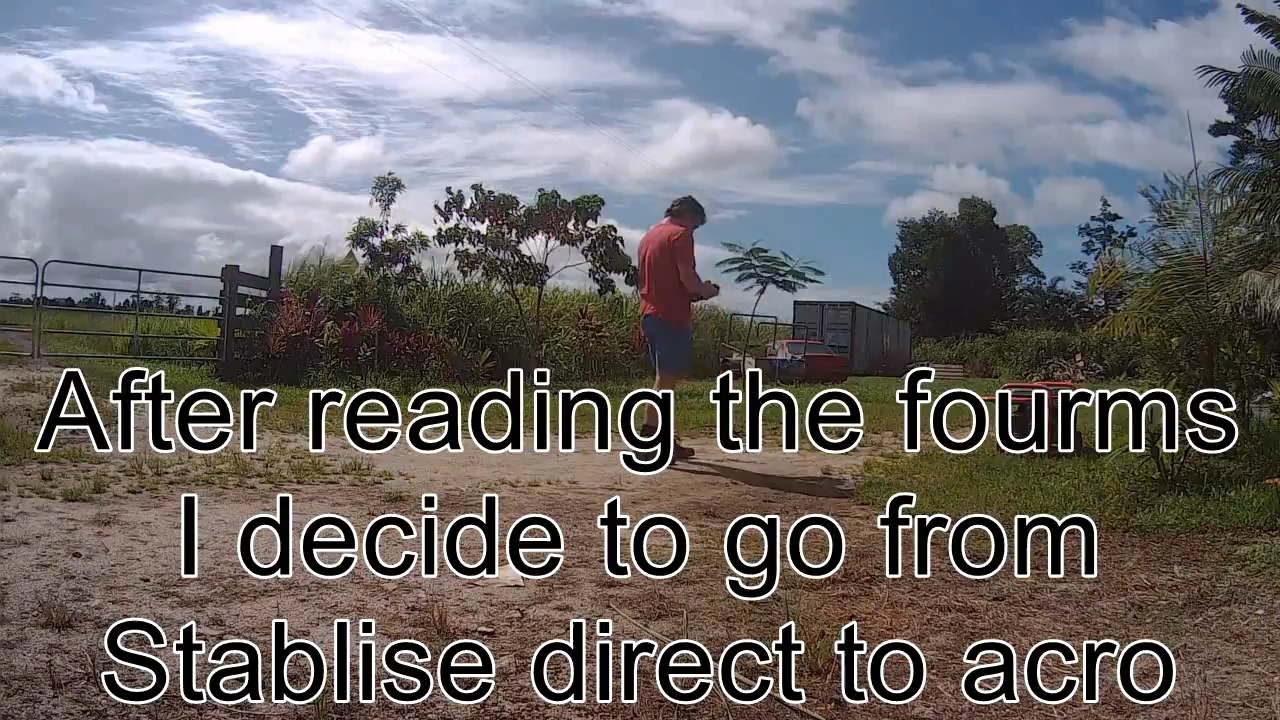 After reading the fourms
I decide to go from
Stablise direct to acro